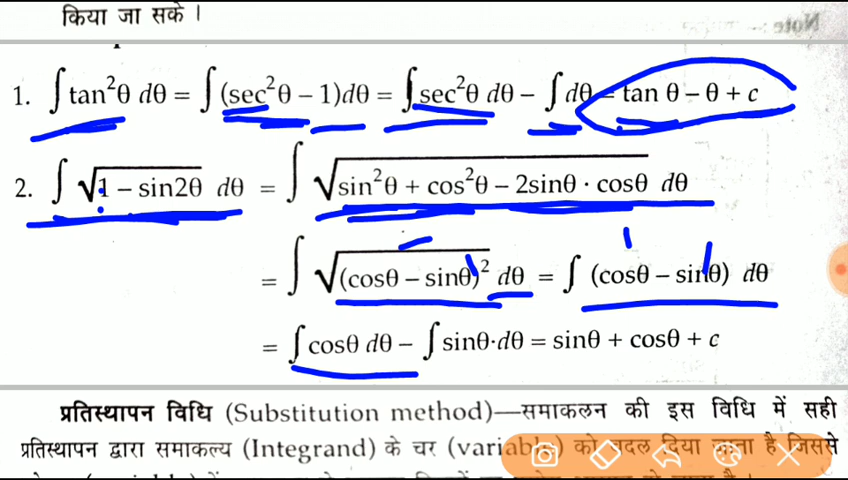 किया जा सके ।
Note
1. ∫ tan²θ dθ = ∫ (sec²θ – 1)dθ = ∫ sec²θ dθ – ∫ dθ = tan θ – θ + c
2. ∫ √(1 – sin2θ) dθ = ∫ √(sin²θ + cos²θ – 2sinθ · cosθ) dθ
= ∫ √((cosθ – sinθ)²) dθ = ∫ (cosθ – sinθ) dθ
= ∫ cosθ dθ – ∫ sinθ·dθ = sinθ + cosθ + c
प्रतिस्थापन विधि (Substitution method)—समाकलन की इस विधि में सही
प्रतिस्थापन द्वारा समाकल्य (Integrand) के चर (variable) को बदल दिया जाता है जिससे